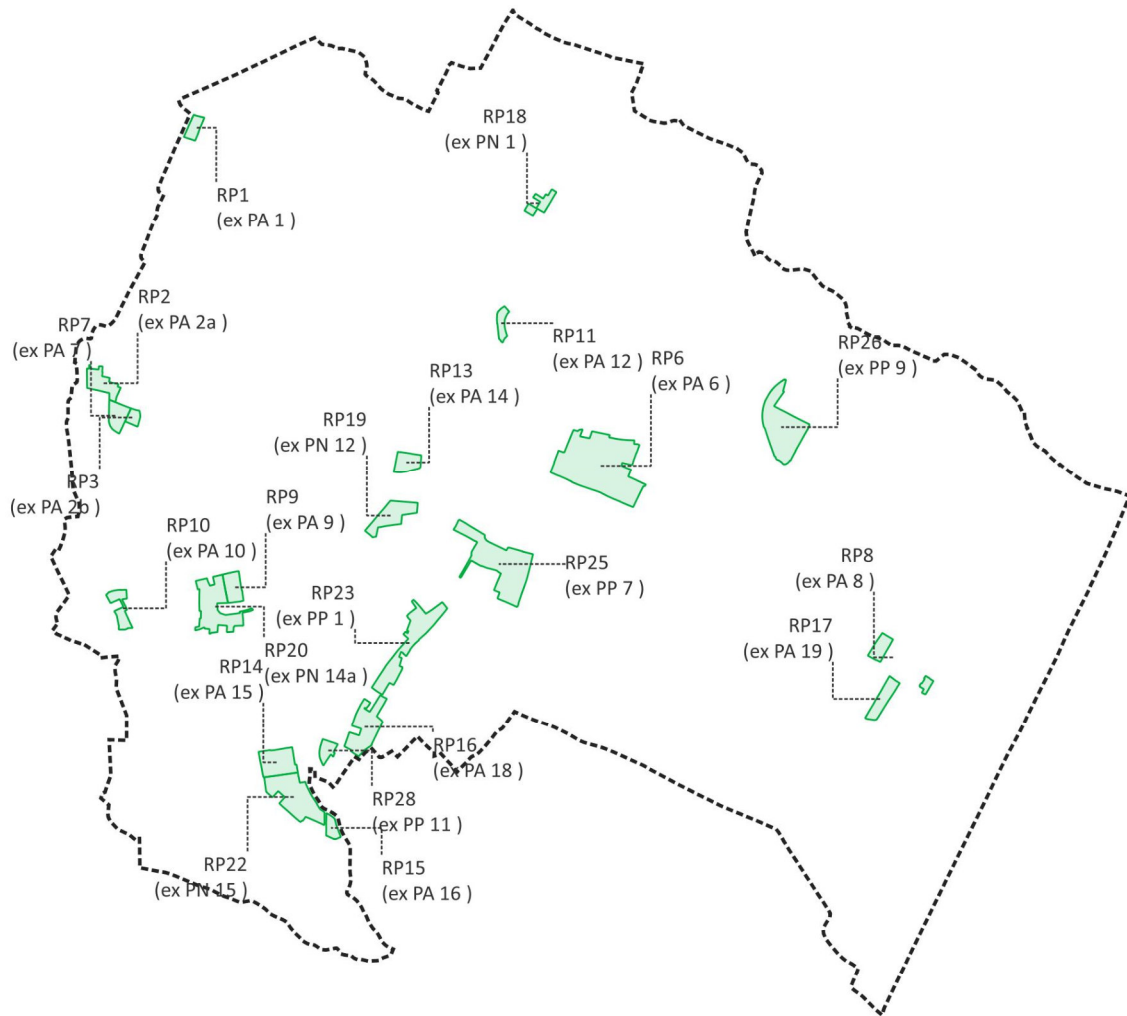 RP18
(ex PN 1 )
RP1
(ex PA 1 )
RP2
(ex PA 2a )
RP7
(ex PA 7 )
RP11
(ex PA 12 )
RP6
(ex PA 6 )
RP26
(ex PP 9 )
RP13
(ex PA 14 )
RP19
(ex PN 12 )
RP3
(ex PA 2b )
RP9
(ex PA 9 )
RP10
(ex PA 10 )
RP25
(ex PP 7 )
RP8
(ex PA 8 )
RP23
(ex PP 1 )
RP17
(ex PA 19 )
RP20
(ex PN 14a )
RP14
(ex PA 15 )
RP16
(ex PA 18 )
RP28
(ex PP 11 )
RP22
(ex PN 15 )
RP15
(ex PA 16 )